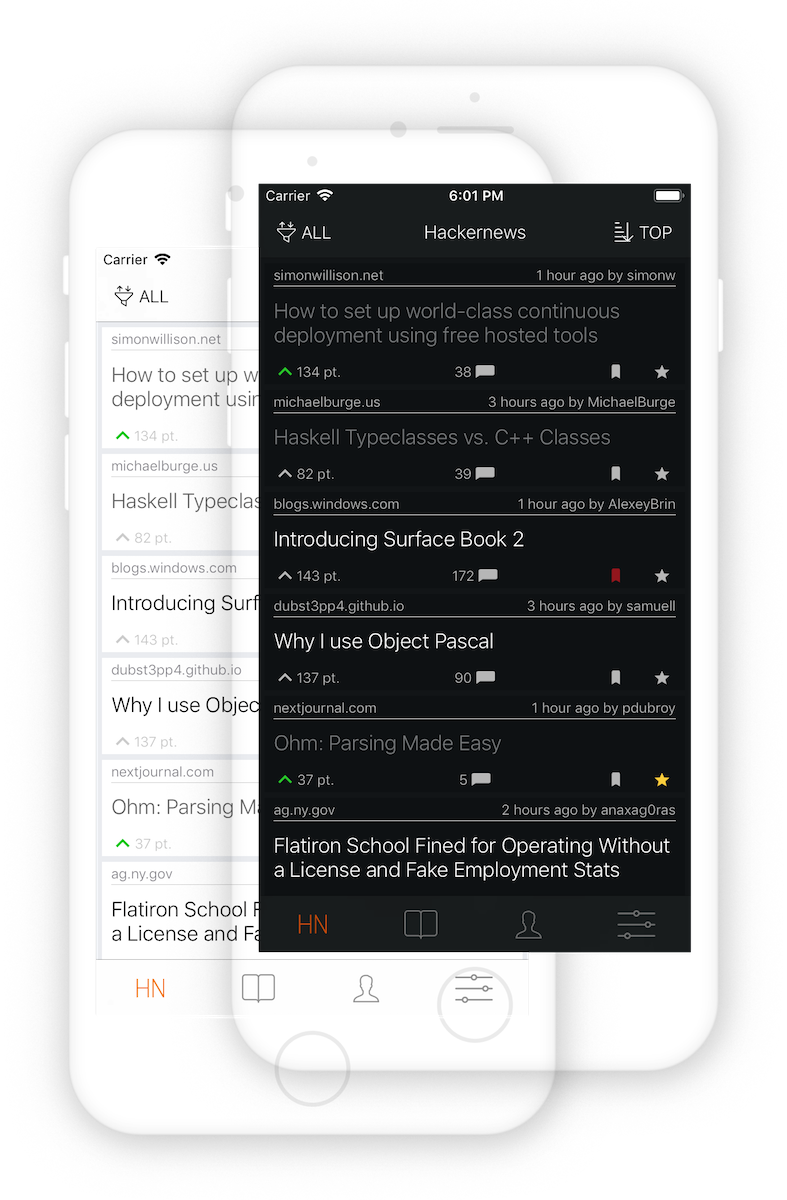 Carrier
6:01 PM
ALL
Hackernews
TOP
simonwillison.net
1 hour ago by simonw
How to set up world-class continuous
deployment using free hosted tools
134 pt.
38
michaelburge.us
3 hours ago by MichaelBurge
Haskell Typeclasses vs. C++ Classes
82 pt.
39
blogs.windows.com
1 hour ago by AlexeyBrin
Introducing Surface Book 2
143 pt.
172
dubst3pp4.github.io
3 hours ago by samuell
Why I use Object Pascal
137 pt.
90
nextjournal.com
1 hour ago by pdubroy
Ohm: Parsing Made Easy
37 pt.
5
ag.ny.gov
2 hours ago by anaxag0ras
Flatiron School Fined for Operating Without
a License and Fake Employment Stats
HN
Carrier
ALL
simonwillison.net
How to set up w
deployment usin
134 pt.
michaelburge.us
Haskell Typeclas
82 pt.
blogs.windows.com
Introducing Surf
143 pt.
dubst3pp4.github.io
Why I use Objec
137 pt.
nextjournal.com
Ohm: Parsing Ma
37 pt.
ag.ny.gov
Flatiron School F
a License and Fa
HN